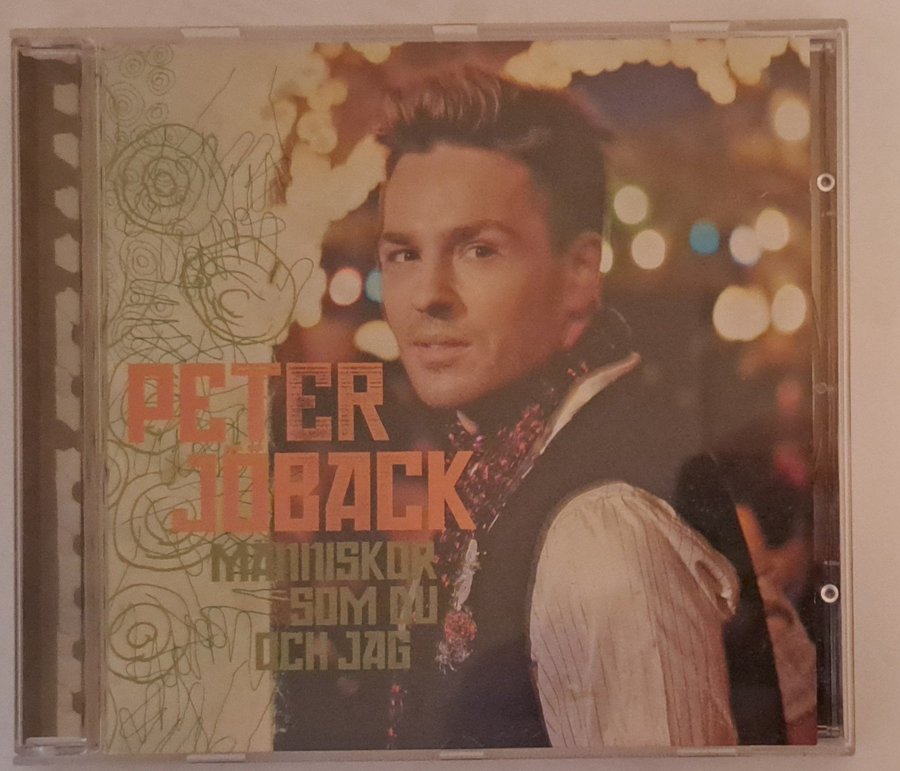 PETER
JÖBACK
MÄNNISKOR
SOM DU
OCH JAG